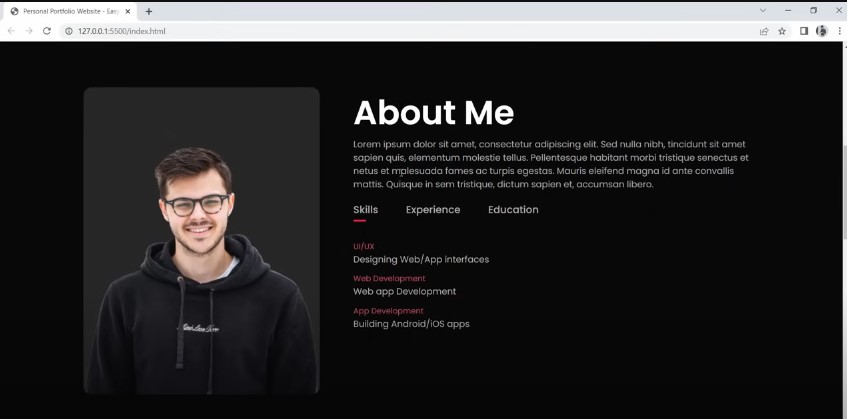 Personal Portfolio Website - Easy
127.0.0.1:5500/index.html
About Me
Lorem ipsum dolor sit amet, consectetur adipiscing elit. Sed nulla nibh, tincidunt sit amet
sapien quis, elementum molestie tellus. Pellentesque habitant morbi tristique senectus et
netus et malesuada fames ac turpis egestas. Mauris eleifend magna id ante convallis
mattis. Quisque in sem tristique, dictum sapien et, accumsan libero.
Skills Experience Education
UI/UX
Designing Web/App interfaces
Web Development
Web app Development
App Development
Building Android/iOS apps